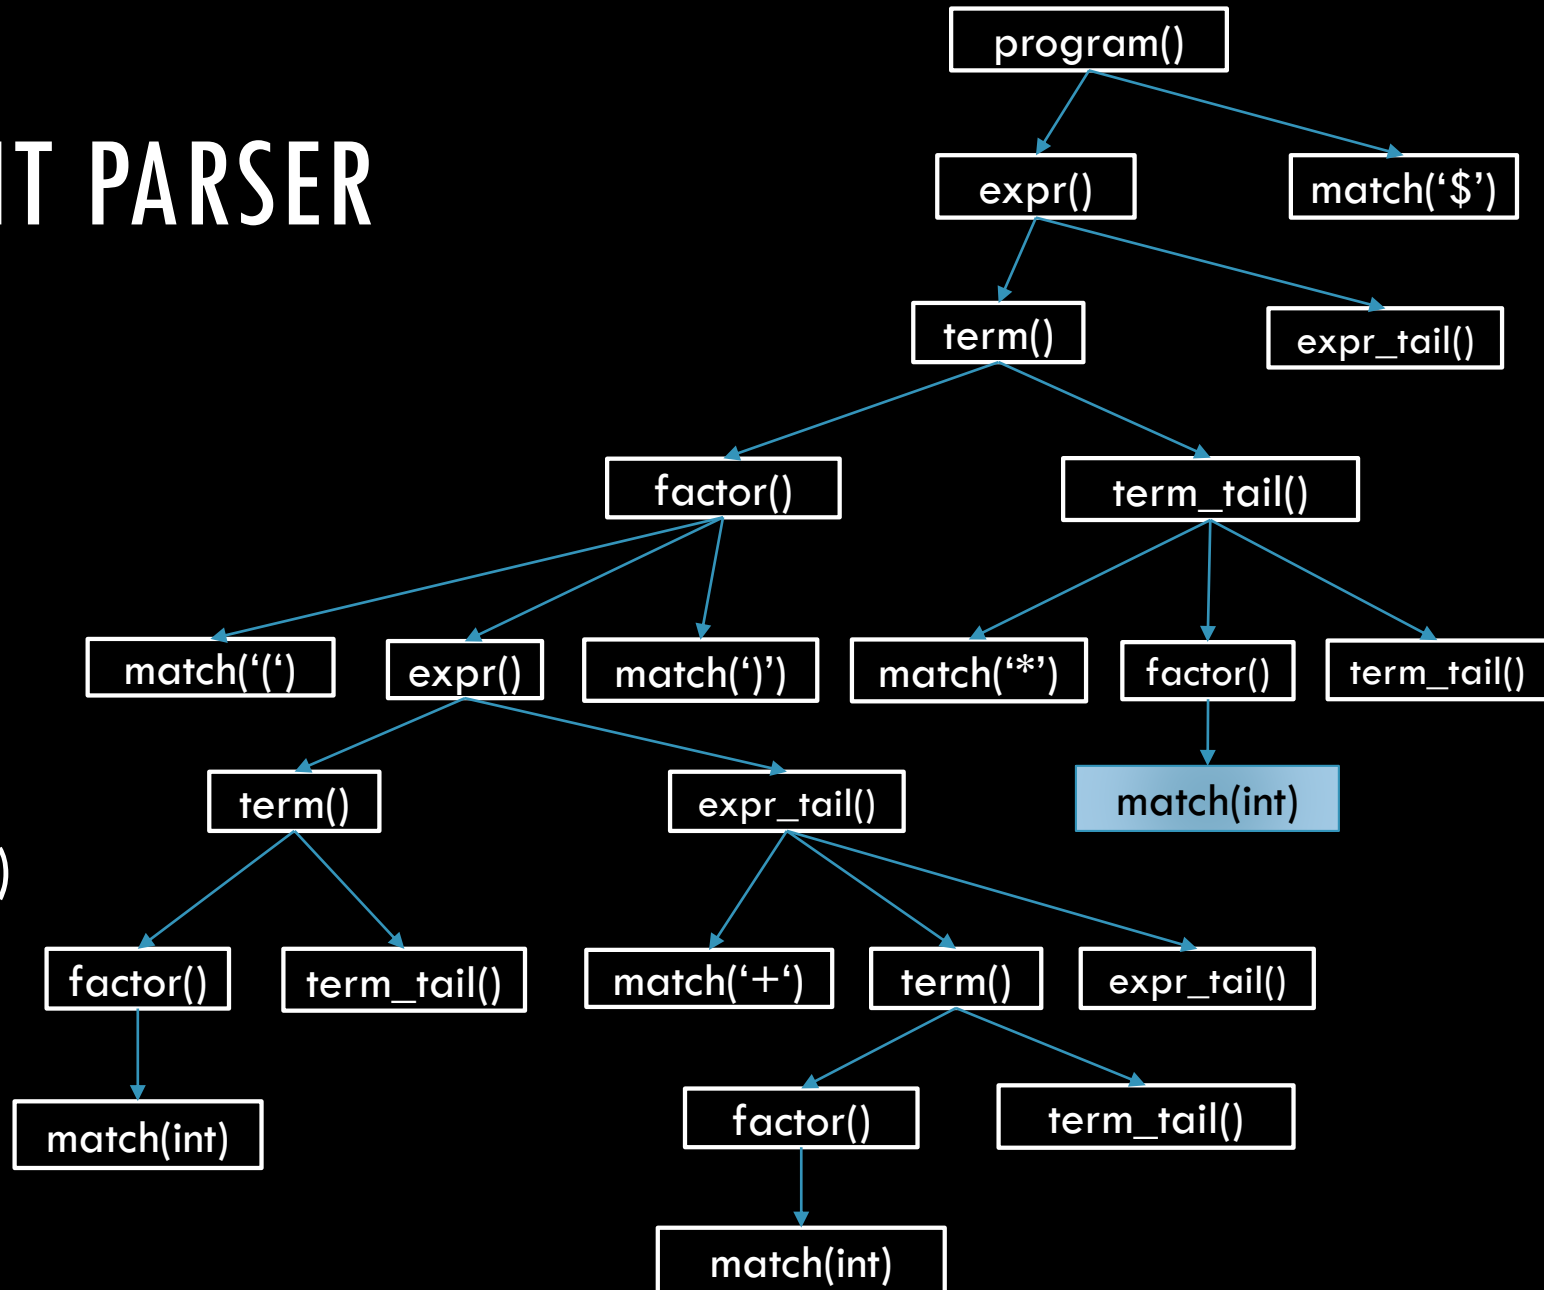 program()
IT PARSER
expr()
match(‘$’)
term()
expr_tail()
factor()
term_tail()
match(‘(‘)
expr()
match(‘)’)
match(‘*’)
factor()
term_tail()
term()
expr_tail()
match(int)
)
factor()
term_tail()
match(‘+‘)
term()
expr_tail()
match(int)
factor()
term_tail()
match(int)